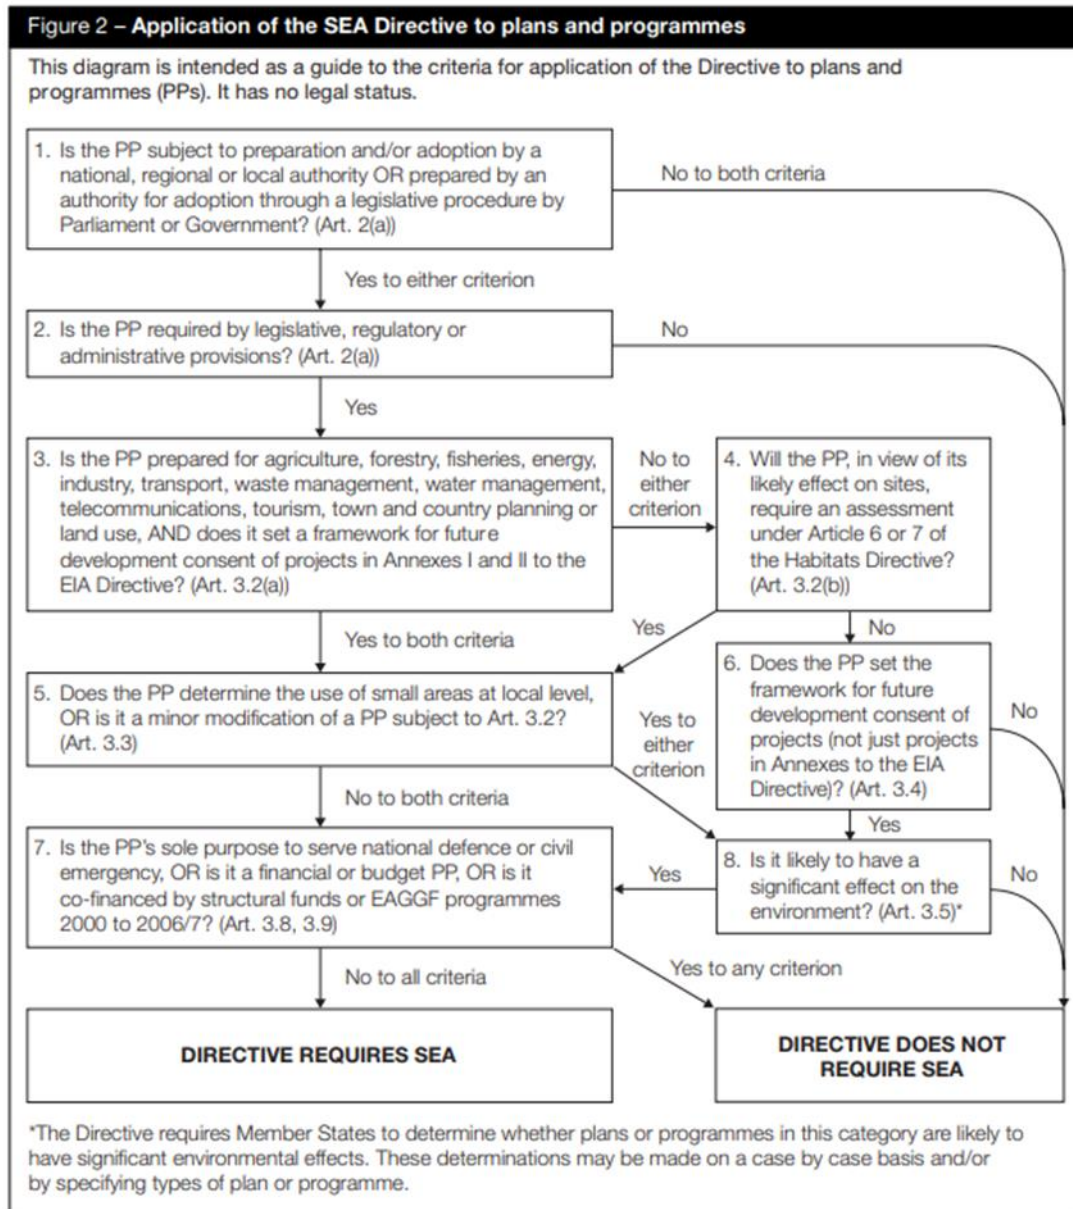 Figure 2 – Application of the SEA Directive to plans and programmes
This diagram is intended as a guide to the criteria for application of the Directive to plans and
programmes (PPs). It has no legal status.
1. Is the PP subject to preparation and/or adoption by a
national, regional or local authority OR prepared by an
authority for adoption through a legislative procedure by
Parliament or Government? (Art. 2(a))
No to both criteria
Yes to either criterion
2. Is the PP required by legislative, regulatory or
administrative provisions? (Art. 2(a))
No
Yes
3. Is the PP prepared for agriculture, forestry, fisheries, energy,
industry, transport, waste management, water management,
telecommunications, tourism, town and country planning or
land use, AND does it set a framework for future
development consent of projects in Annexes I and II to the
EIA Directive? (Art. 3.2(a))
No to
either
criterion
4. Will the PP, in view of its
likely effect on sites,
require an assessment
under Article 6 or 7 of
the Habitats Directive?
(Art. 3.2(b))
Yes to both criteria
Yes
No
5. Does the PP determine the use of small areas at local level,
OR is it a minor modification of a PP subject to Art. 3.2?
(Art. 3.3)
Yes to
either
criterion
6. Does the PP set the
framework for future
development consent of
projects (not just projects
in Annexes to the EIA
Directive)? (Art. 3.4)
No
No to both criteria
Yes
7. Is the PP's sole purpose to serve national defence or civil
emergency, OR is it a financial or budget PP, OR is it
co-financed by structural funds or EAGGF programmes
2000 to 2006/7? (Art. 3.8, 3.9)
Yes
8. Is it likely to have a
significant effect on the
environment? (Art. 3.5)*
No
No to all criteria
Yes to any criterion
DIRECTIVE REQUIRES SEA
DIRECTIVE DOES NOT
REQUIRE SEA
*The Directive requires Member States to determine whether plans or programmes in this category are likely to
have significant environmental effects. These determinations may be made on a case by case basis and/or
by specifying types of plan or programme.